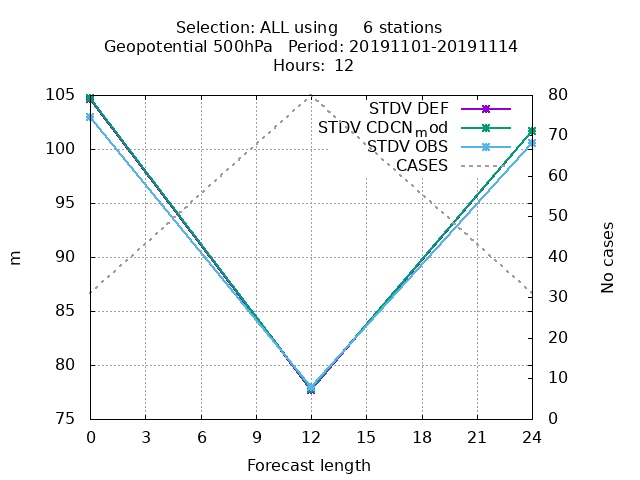 Selection: ALL using     6 stations
Geopotential 500hPa   Period: 20191101-20191114
Hours: 12
STDV DEF
STDV CDCN_mod
STDV OBS
CASES
105
100
95
90
85
80
75
m
80
70
60
50
40
30
20
10
0
No cases
0 3 6 9 12 15 18 21 24
Forecast length